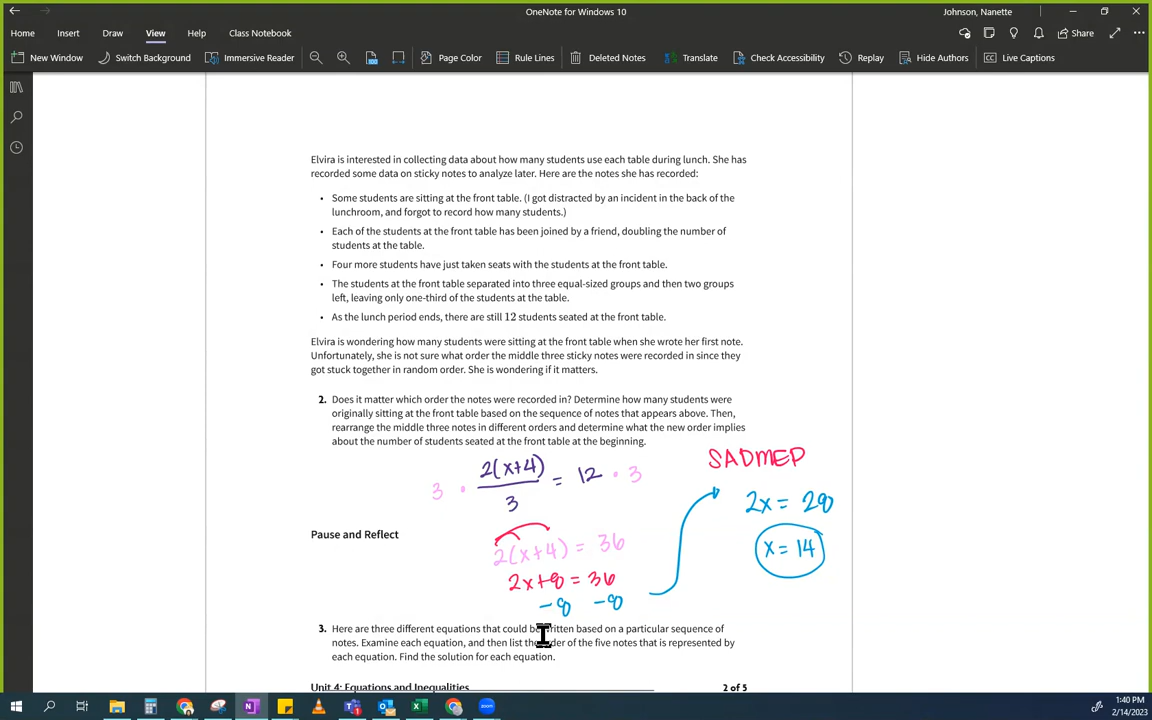 OneNote for Windows 10
Johnson, Nanette
Home Insert Draw View Help Class Notebook
Share
New Window Switch Background Immersive Reader Page Color Rule Lines Deleted Notes Translate Check Accessibility Replay Hide Authors Live Captions
Elvira is interested in collecting data about how many students use each table during lunch. She has
recorded some data on sticky notes to analyze later. Here are the notes she has recorded:
• Some students are sitting at the front table. (I got distracted by an incident in the back of the
lunchroom, and forgot to record how many students.)
• Each of the students at the front table has been joined by a friend, doubling the number of
students at the table.
• Four more students have just taken seats with the students at the front table.
• The students at the front table separated into three equal-sized groups and then two groups
left, leaving only one-third of the students at the table.
• As the lunch period ends, there are still 12 students seated at the front table.
Elvira is wondering how many students were sitting at the front table when she wrote her first note.
Unfortunately, she is not sure what order the middle three sticky notes were recorded in since they
got stuck together in random order. She is wondering if it matters.
2. Does it matter which order the notes were recorded in? Determine how many students were
originally sitting at the front table based on the sequence of notes that appears above. Then,
rearrange the middle three notes in different orders and determine what the new order implies
about the number of students seated at the front table at the beginning.
SADMEP
3 · 2(x+4)/3 = 12 · 3
2x = 28
Pause and Reflect
2(x+4) = 36
x = 14
2x+8 = 36
-8 -8
3. Here are three different equations that could be written based on a particular sequence of
notes. Examine each equation, and then list the order of the five notes that is represented by
each equation. Find the solution for each equation.
Unit 4: Equations and Inequalities
2 of 5
1:40 PM
2/14/2023